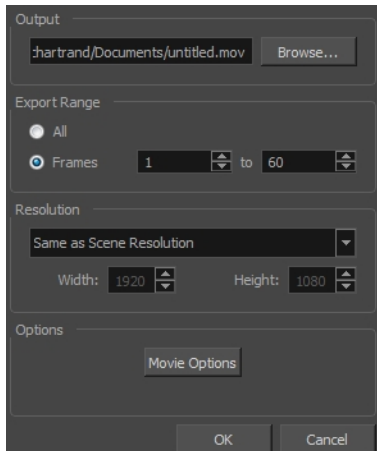 Output
:hartrand/Documents/untitled.mov Browse...
Export Range
All
Frames 1 to 60
Resolution
Same as Scene Resolution
Width: 1920 Height: 1080
Options
Movie Options
OK Cancel